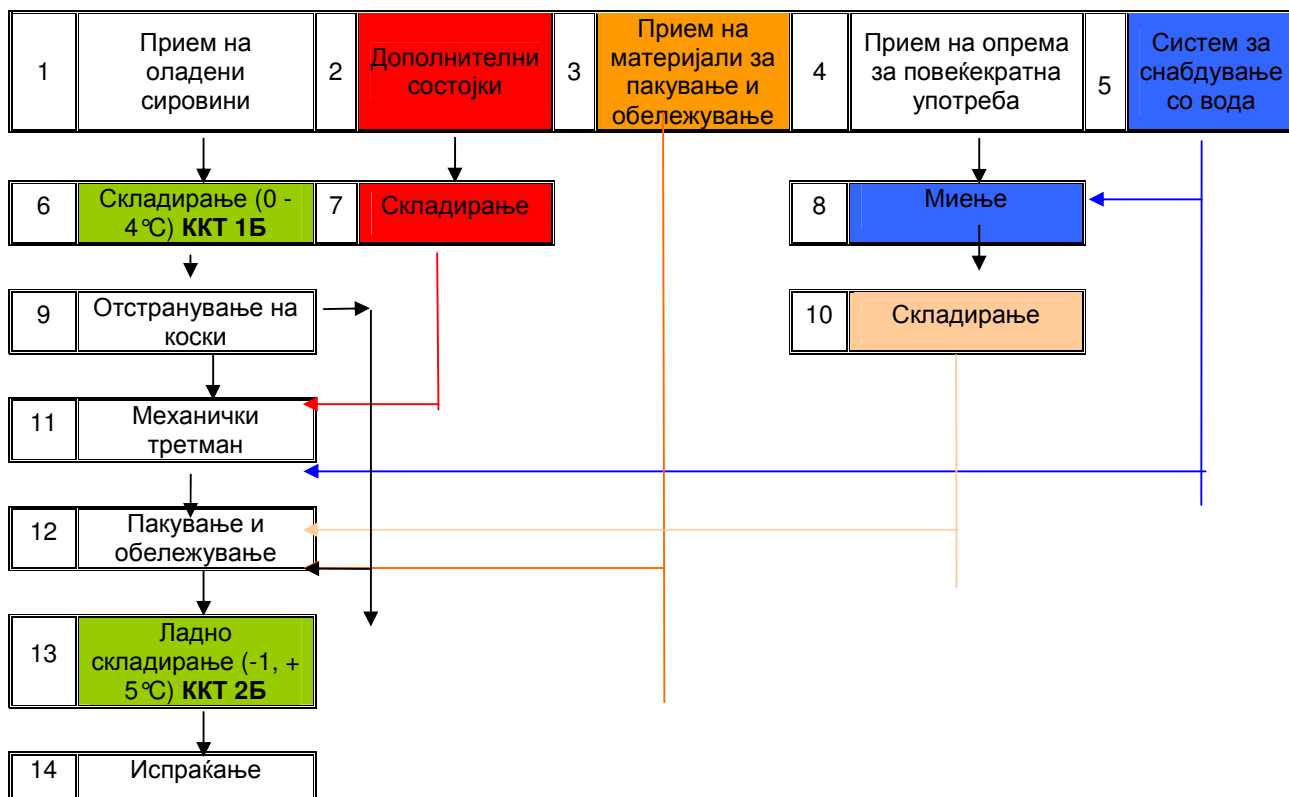 1
Прием на
оладени
сировини
2
Дополнителни
состојки
3
Прием на
материјали за
пакување и
обележување
4
Прием на опрема
за повеќекратна
употреба
5
Систем за
снабдување
со вода
6
Складирање (0 -
4°C) ККТ 1Б
7
Складирање
8
Миење
9
Отстранување на
коски
10
Складирање
11
Механички
третман
12
Пакување и
обележување
13
Ладно
складирање (-1, +
5°C) ККТ 2Б
14
Испраќање